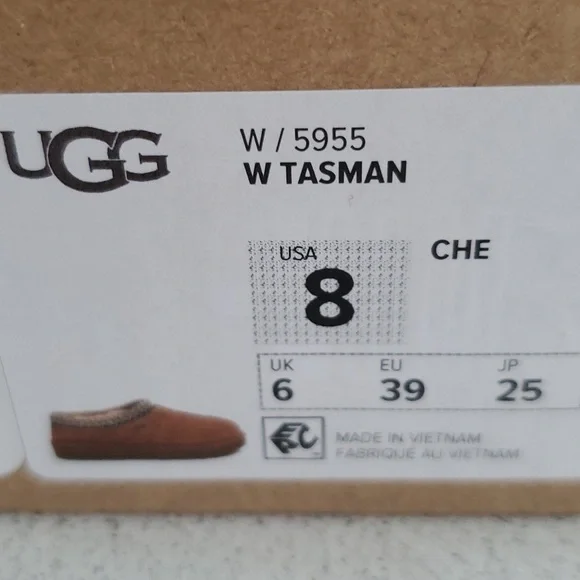 UGG
W / 5955
W TASMAN
USA
8
CHE
UK EU JP
6 39 25
MADE IN VIETNAM
FABRIQUÉ AU VIETNAM